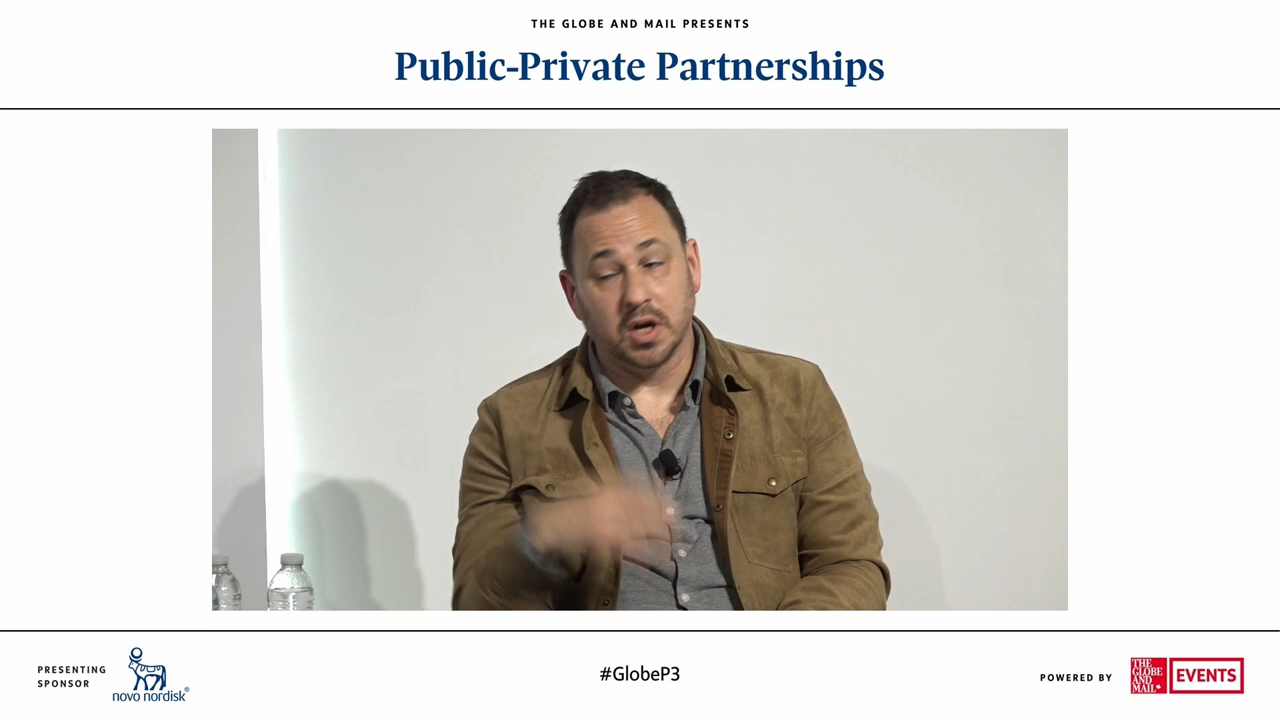 THE GLOBE AND MAIL PRESENTS
Public-Private Partnerships
PRESENTING
SPONSOR
novo nordisk®
#GlobeP3
POWERED BY
THE
GLOBE
AND
MAIL
EVENTS